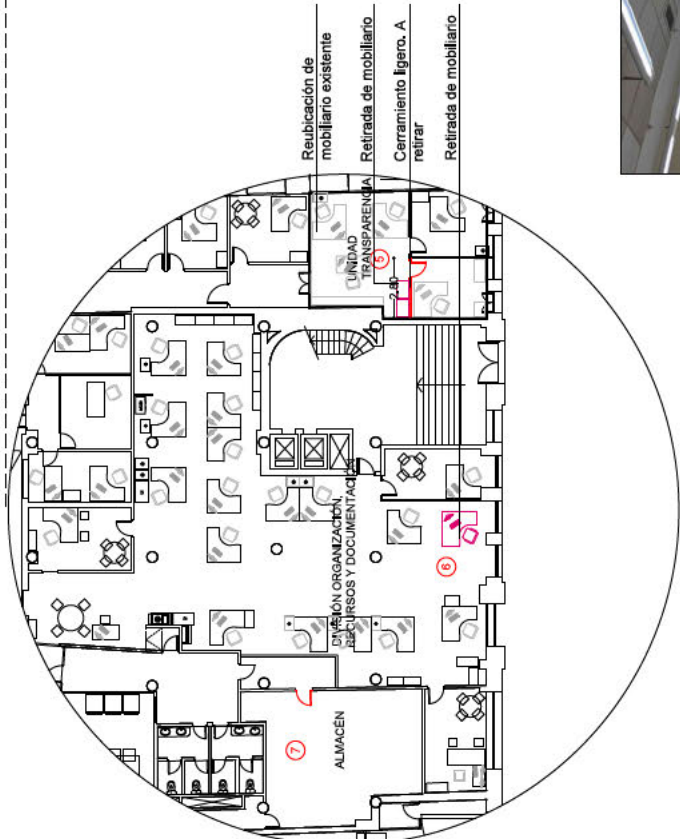 Reubicación de
mobiliario existente
Retirada de mobiliario
Cerramiento ligero. A
retirar
Retirada de mobiliario
UNIDAD
TRANSPARENCIA
5
2.80
DIVISIÓN ORGANIZACIÓN,
RECURSOS Y DOCUMENTACIÓN
6
7
ALMACÉN